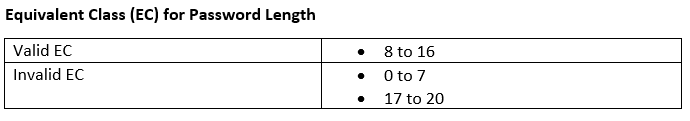 Equivalent Class (EC) for Password Length
Valid EC • 8 to 16
Invalid EC • 0 to 7
• 17 to 20